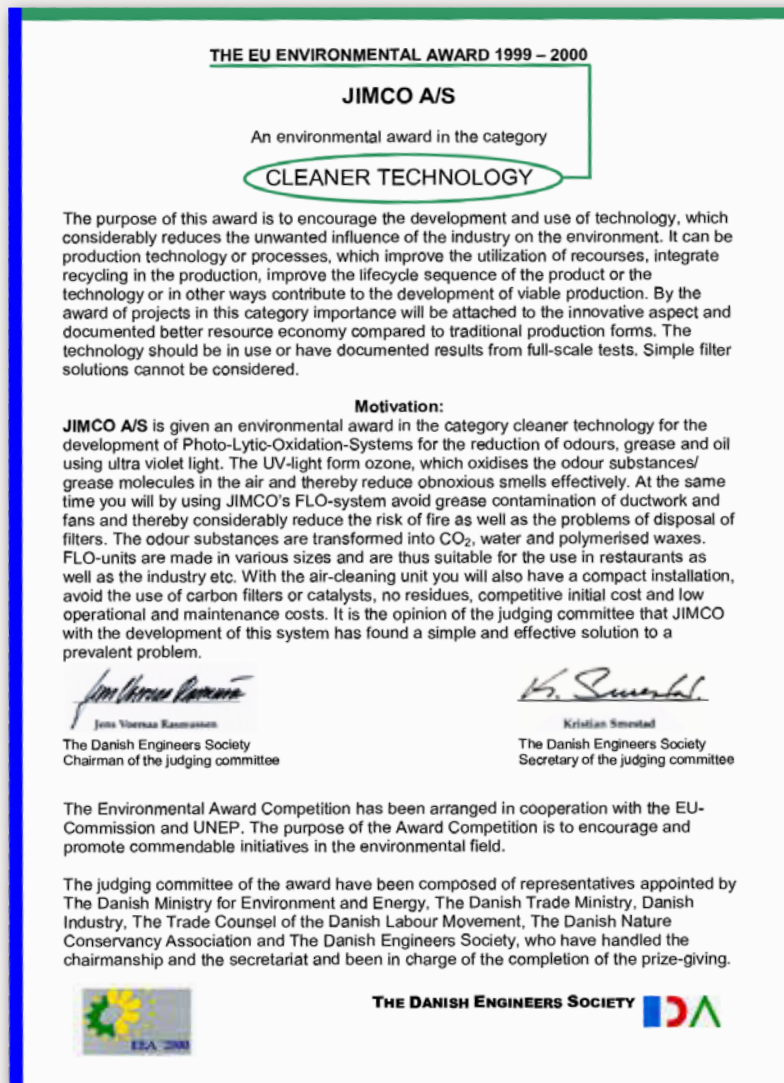 THE EU ENVIRONMENTAL AWARD 1999 – 2000
JIMCO A/S
An environmental award in the category
CLEANER TECHNOLOGY
The purpose of this award is to encourage the development and use of technology, which
considerably reduces the unwanted influence of the industry on the environment. It can be
production technology or processes, which improve the utilization of recourses, integrate
recycling in the production, improve the lifecycle sequence of the product or the
technology or in other ways contribute to the development of viable production. By the
award of projects in this category importance will be attached to the innovative aspect and
documented better resource economy compared to traditional production forms. The
technology should be in use or have documented results from full-scale tests. Simple filter
solutions cannot be considered.
Motivation:
JIMCO A/S is given an environmental award in the category cleaner technology for the
development of Photo-Lytic-Oxidation-Systems for the reduction of odours, grease and oil
using ultra violet light. The UV-light form ozone, which oxidises the odour substances/
grease molecules in the air and thereby reduce obnoxious smells effectively. At the same
time you will by using JIMCO's FLO-system avoid grease contamination of ductwork and
fans and thereby considerably reduce the risk of fire as well as the problems of disposal of
filters. The odour substances are transformed into CO₂, water and polymerised waxes.
FLO-units are made in various sizes and are thus suitable for the use in restaurants as
well as the industry etc. With the air-cleaning unit you will also have a compact installation,
avoid the use of carbon filters or catalysts, no residues, competitive initial cost and low
operational and maintenance costs. It is the opinion of the judging committee that JIMCO
with the development of this system has found a simple and effective solution to a
prevalent problem.
K. Smestad.
Jens Voersaa Rasmussen
Kristian Smestad
The Danish Engineers Society
Chairman of the judging committee
The Danish Engineers Society
Secretary of the judging committee
The Environmental Award Competition has been arranged in cooperation with the EU-
Commission and UNEP. The purpose of the Award Competition is to encourage and
promote commendable initiatives in the environmental field.
The judging committee of the award have been composed of representatives appointed by
The Danish Ministry for Environment and Energy, The Danish Trade Ministry, Danish
Industry, The Trade Counsel of the Danish Labour Movement, The Danish Nature
Conservancy Association and The Danish Engineers Society, who have handled the
chairmanship and the secretariat and been in charge of the completion of the prize-giving.
EEA 2000
THE DANISH ENGINEERS SOCIETY IDA